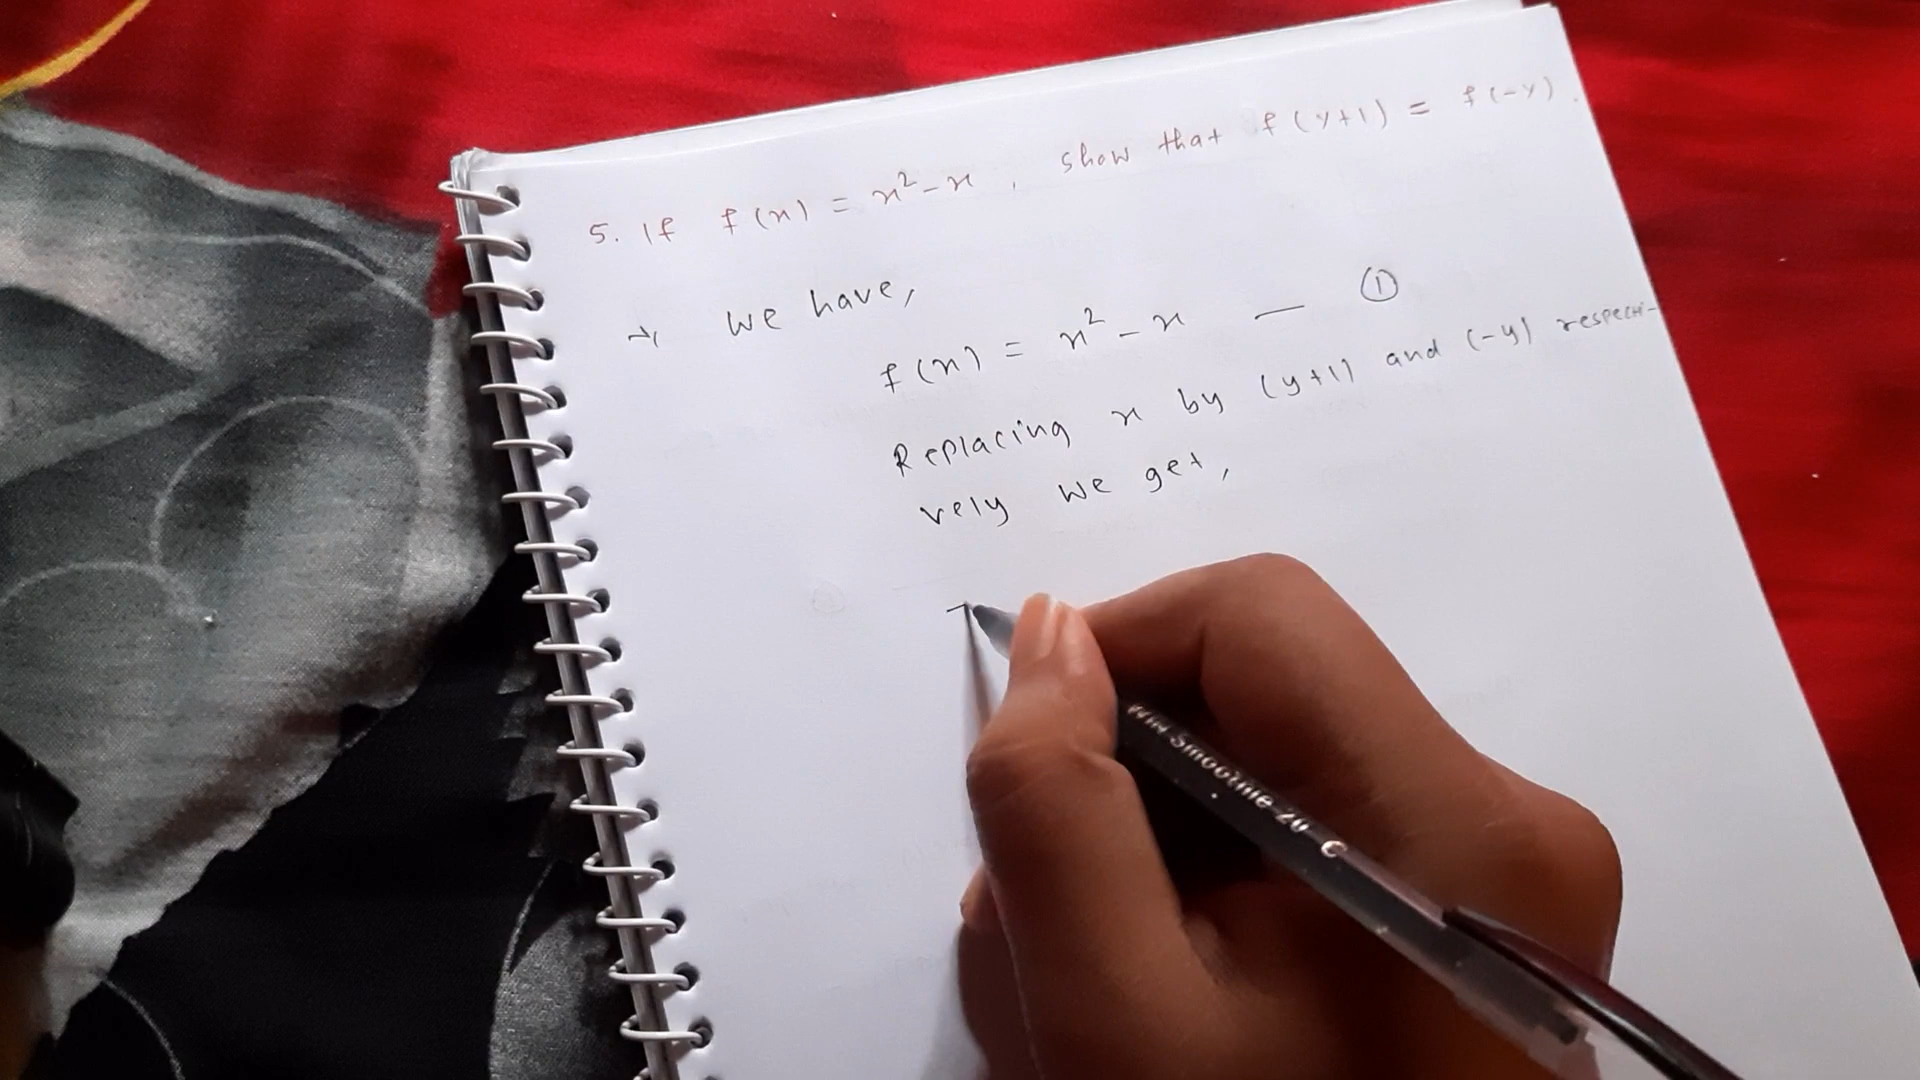 5. If f(x) = x² - x, show that f(y+1) = f(-y).
→ We have,
f(x) = x² - x — ①
Replacing x by (y+1) and (-y) respecti-
vely we get,
Smoothie 20